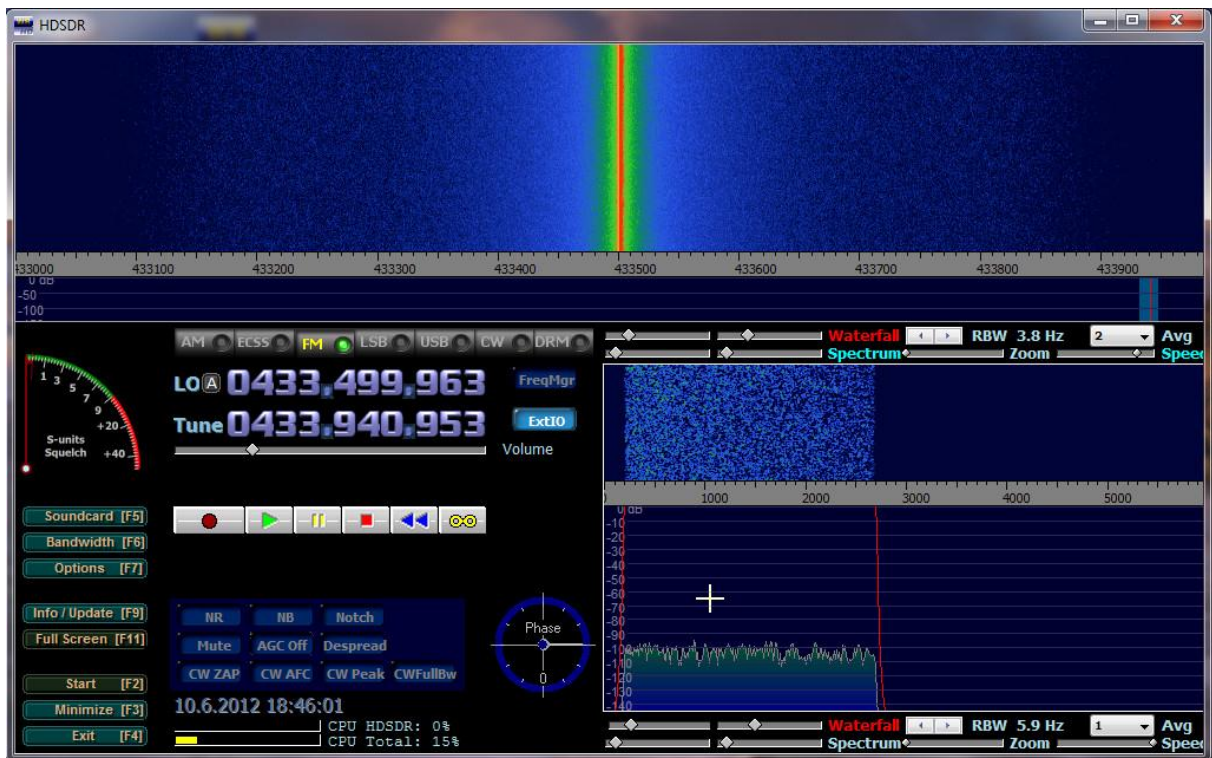 HDSDR
433000 433100 433200 433300 433400 433500 433600 433700 433800 433900
0 dB
-50
-100
AM ECSS FM LSB USB CW DRM
Waterfall RBW 3.8 Hz 2 Avg
Spectrum Zoom Speed
1 3 5 7 9 +20 +40
S-units
Squelch
LO A 0433.499.963 FreqMgr
Tune 0433.940.953 ExtIO
Volume
1000 2000 3000 4000 5000
0 dB
-10
-20
-30
-40
-50
-60
-70
-80
-90
-100
-110
-120
-130
-140
Soundcard [F5]
Bandwidth [F6]
Options [F7]
Info / Update [F9]
Full Screen [F11]
Start [F2]
Minimize [F3]
Exit [F4]
NR NB Notch
Mute AGC Off Despread
CW ZAP CW AFC CW Peak CWFullBw
Phase
0
10.6.2012 18:46:01
CPU HDSDR: 0%
CPU Total: 15%
Waterfall RBW 5.9 Hz 1 Avg
Spectrum Zoom Speed